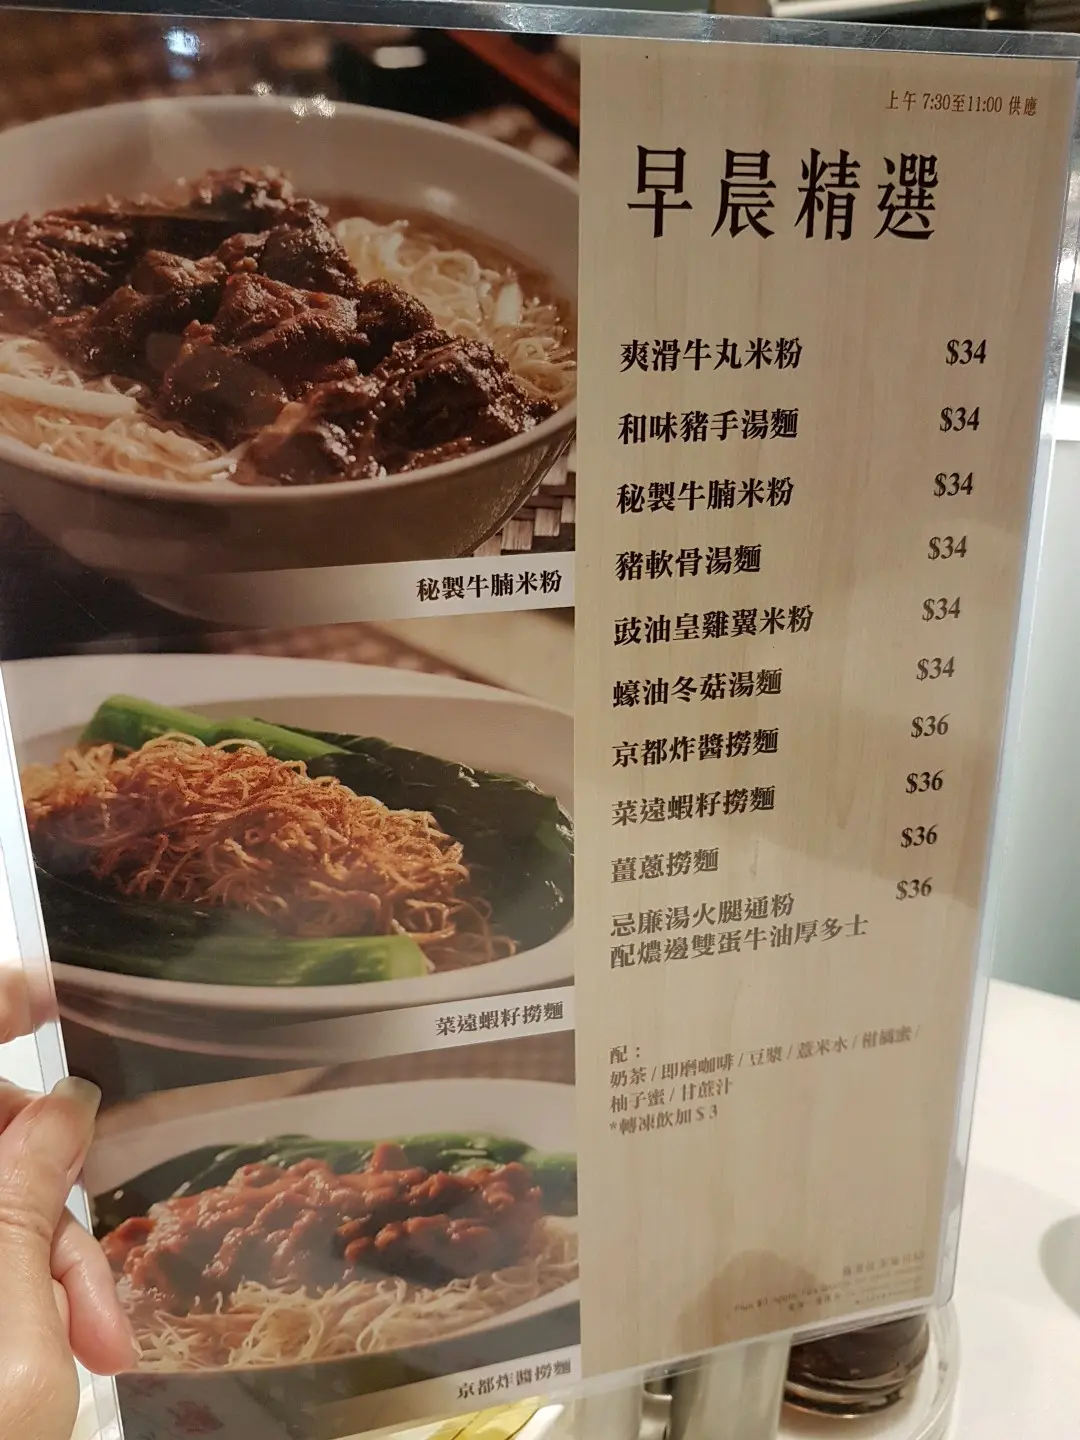 上午 7:30至11:00 供應
早晨精選
爽滑牛丸米粉 $34
和味豬手湯麵 $34
秘製牛腩米粉 $34
豬軟骨湯麵 $34
豉油皇雞翼米粉 $34
蠔油冬菇湯麵 $34
京都炸醬撈麵 $36
菜遠蝦籽撈麵 $36
薑蔥撈麵 $36
忌廉湯火腿通粉 $36
配燶邊雙蛋牛油厚多士
配：
奶茶 / 即磨咖啡 / 豆漿 / 薏米水 / 柑橘蜜 /
柚子蜜 / 甘蔗汁
*轉凍飲加 $ 3
秘製牛腩米粉
菜遠蝦籽撈麵
京都炸醬撈麵